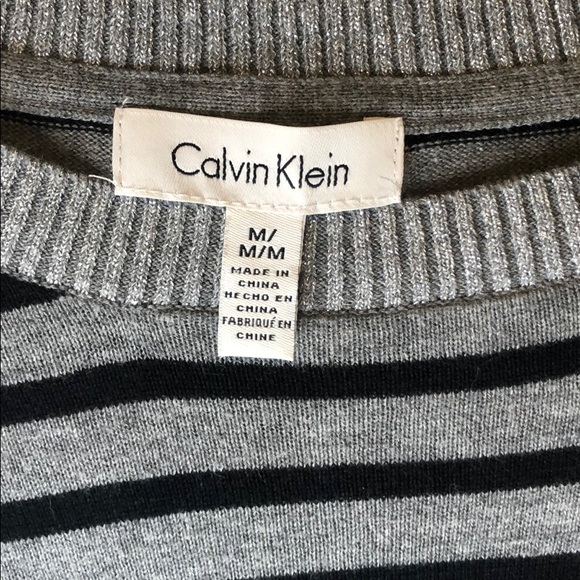 Calvin Klein
M/
M/M
MADE IN
CHINA
HECHO EN
CHINA
FABRIQUÉ EN
CHINE